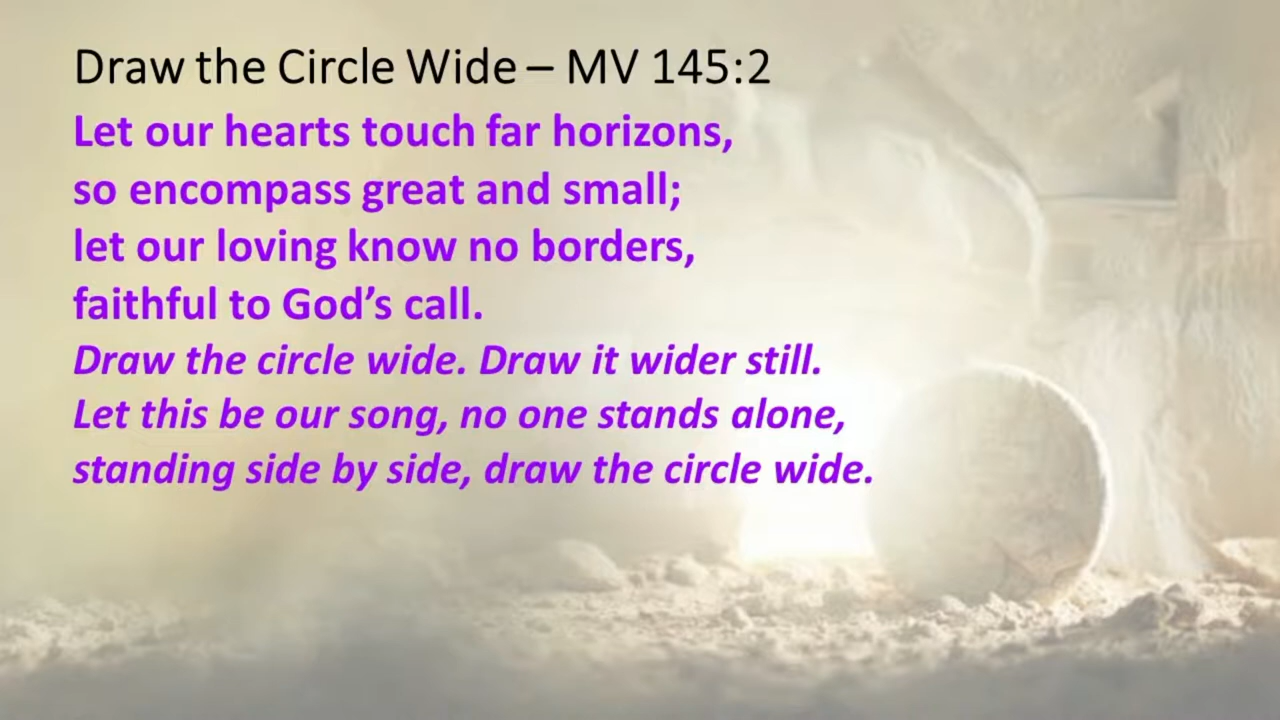 Draw the Circle Wide – MV 145:2
Let our hearts touch far horizons,
so encompass great and small;
let our loving know no borders,
faithful to God’s call.
Draw the circle wide. Draw it wider still.
Let this be our song, no one stands alone,
standing side by side, draw the circle wide.